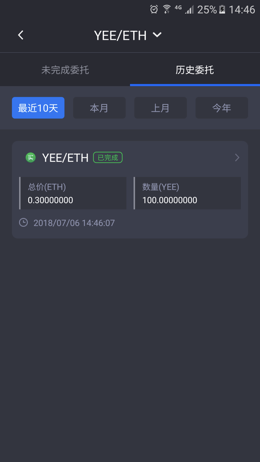 4G 25% 14:46
YEE/ETH
未完成委托 历史委托
最近10天 本月 上月 今年
买 YEE/ETH 已完成
总价(ETH) 数量(YEE)
0.30000000 100.00000000
2018/07/06 14:46:07